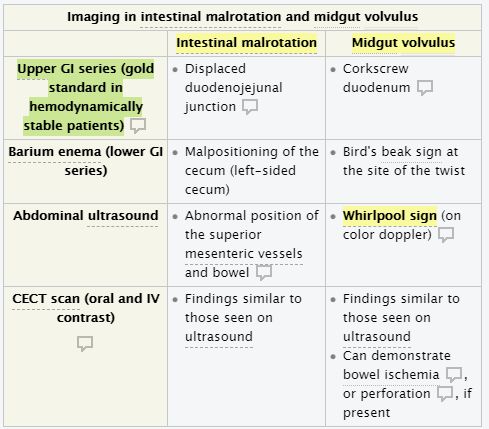 Imaging in intestinal malrotation and midgut volvulus
Intestinal malrotation
Midgut volvulus
Upper GI series (gold
standard in
hemodynamically
stable patients)
• Displaced
duodenojejunal
junction
• Corkscrew
duodenum
Barium enema (lower GI
series)
• Malpositioning of the
cecum (left-sided
cecum)
• Bird's beak sign at
the site of the twist
Abdominal ultrasound
• Abnormal position of
the superior
mesenteric vessels
and bowel
• Whirlpool sign (on
color doppler)
CECT scan (oral and IV
contrast)
• Findings similar to
those seen on
ultrasound
• Findings similar to
those seen on
ultrasound
• Can demonstrate
bowel ischemia ,
or perforation , if
present